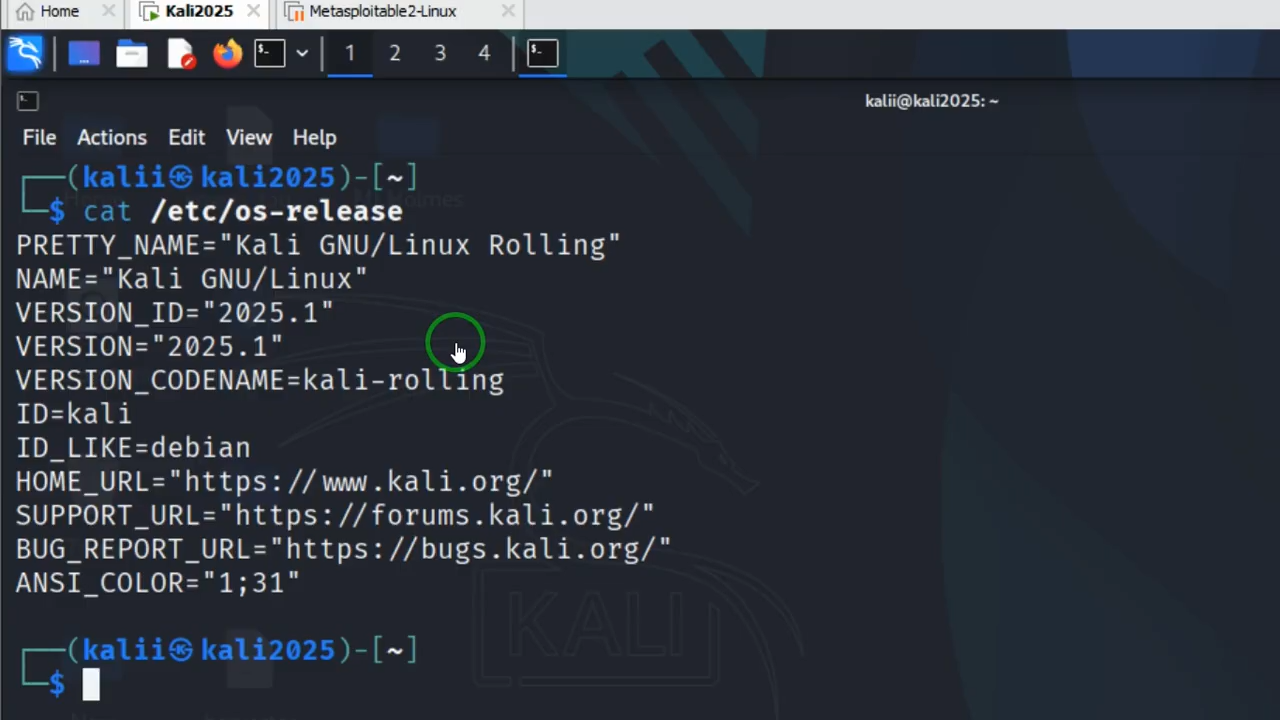 Home Kali2025 Metasploitable2-Linux
1 2 3 4
kalii@kali2025: ~
File Actions Edit View Help
┌──(kalii㉿kali2025)-[~]
└─$ cat /etc/os-release
PRETTY_NAME="Kali GNU/Linux Rolling"
NAME="Kali GNU/Linux"
VERSION_ID="2025.1"
VERSION="2025.1"
VERSION_CODENAME=kali-rolling
ID=kali
ID_LIKE=debian
HOME_URL="https://www.kali.org/"
SUPPORT_URL="https://forums.kali.org/"
BUG_REPORT_URL="https://bugs.kali.org/"
ANSI_COLOR="1;31"
KALI
┌──(kalii㉿kali2025)-[~]
└─$